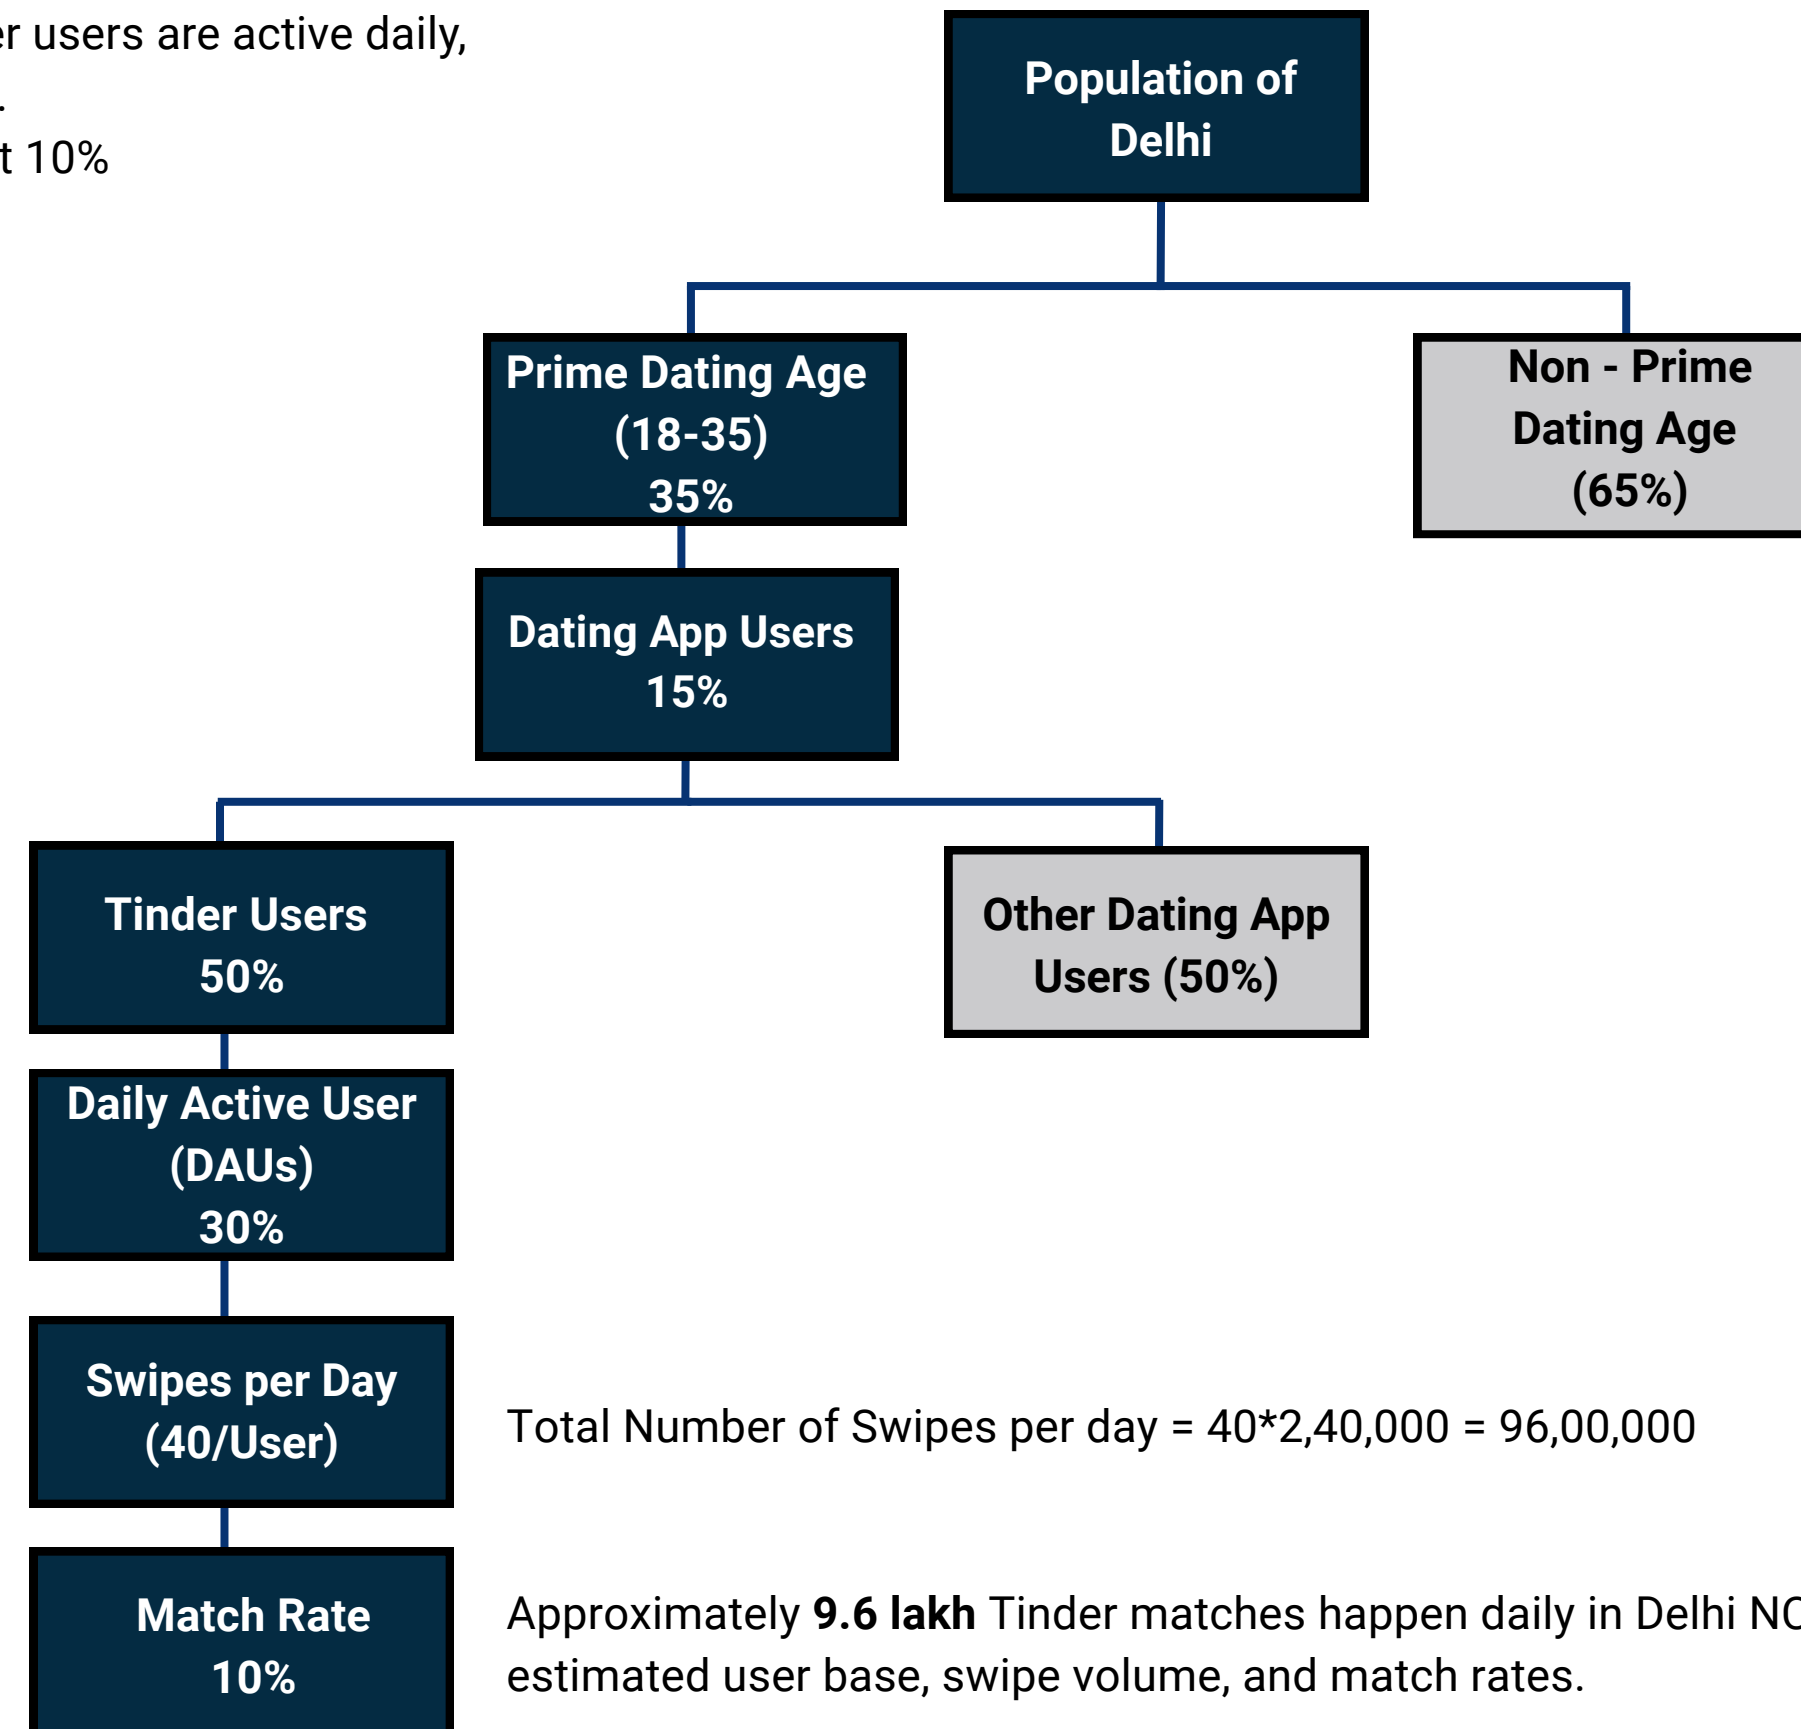 er users are active daily,
.
t 10%
Population of
Delhi
Prime Dating Age
(18-35)
35%
Non - Prime
Dating Age
(65%)
Dating App Users
15%
Tinder Users
50%
Other Dating App
Users (50%)
Daily Active User
(DAUs)
30%
Swipes per Day
(40/User)
Total Number of Swipes per day = 40*2,40,000 = 96,00,000
Match Rate
10%
Approximately 9.6 lakh Tinder matches happen daily in Delhi NC
estimated user base, swipe volume, and match rates.